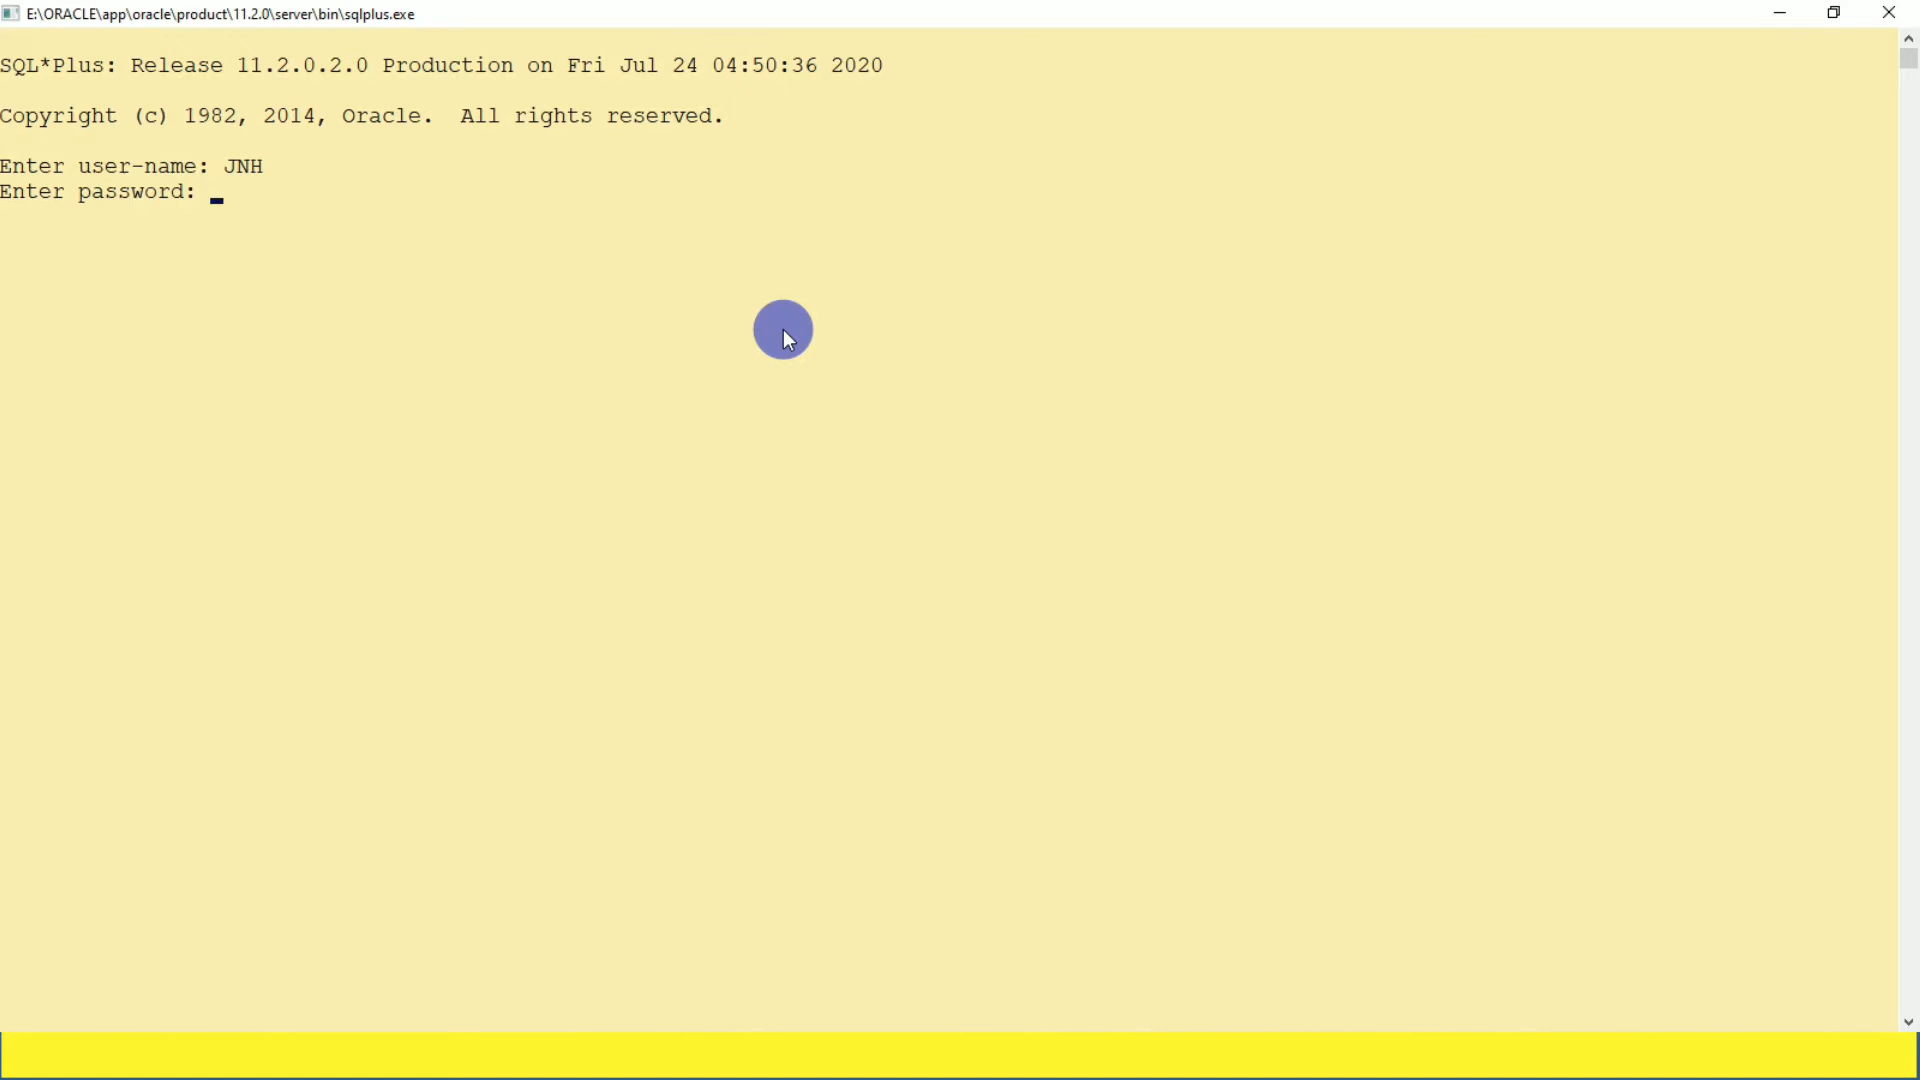 E:\ORACLE\app\oracle\product\11.2.0\server\bin\sqlplus.exe
SQL*Plus: Release 11.2.0.2.0 Production on Fri Jul 24 04:50:36 2020
Copyright (c) 1982, 2014, Oracle.  All rights reserved.
Enter user-name: JNH
Enter password: